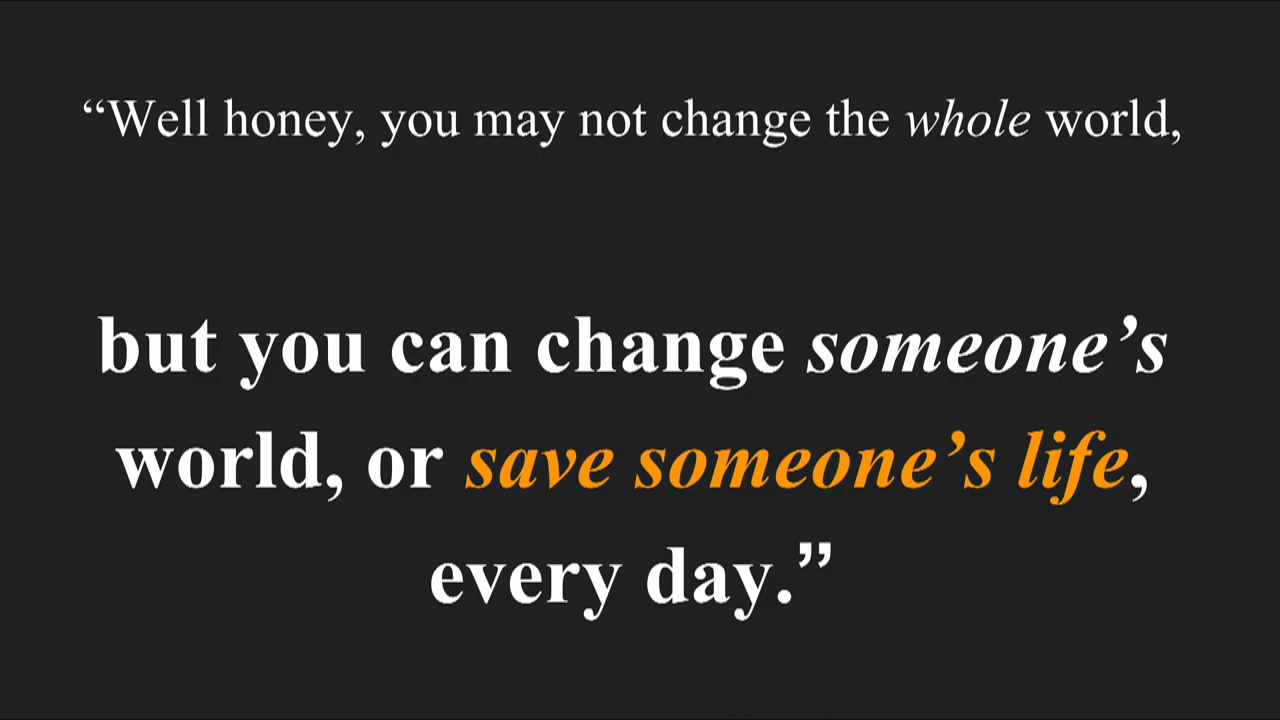 “Well honey, you may not change the whole world,
but you can change someone’s
world, or save someone’s life,
every day.”